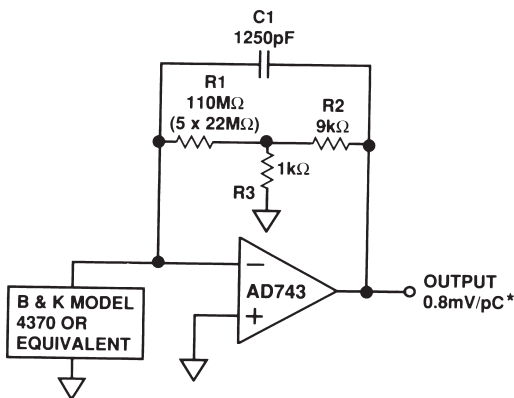 C1
1250pF
R1
110MΩ
(5 x 22MΩ)
R2
9kΩ
1kΩ
R3
AD743
−
+
B & K MODEL
4370 OR
EQUIVALENT
OUTPUT
0.8mV/pC*